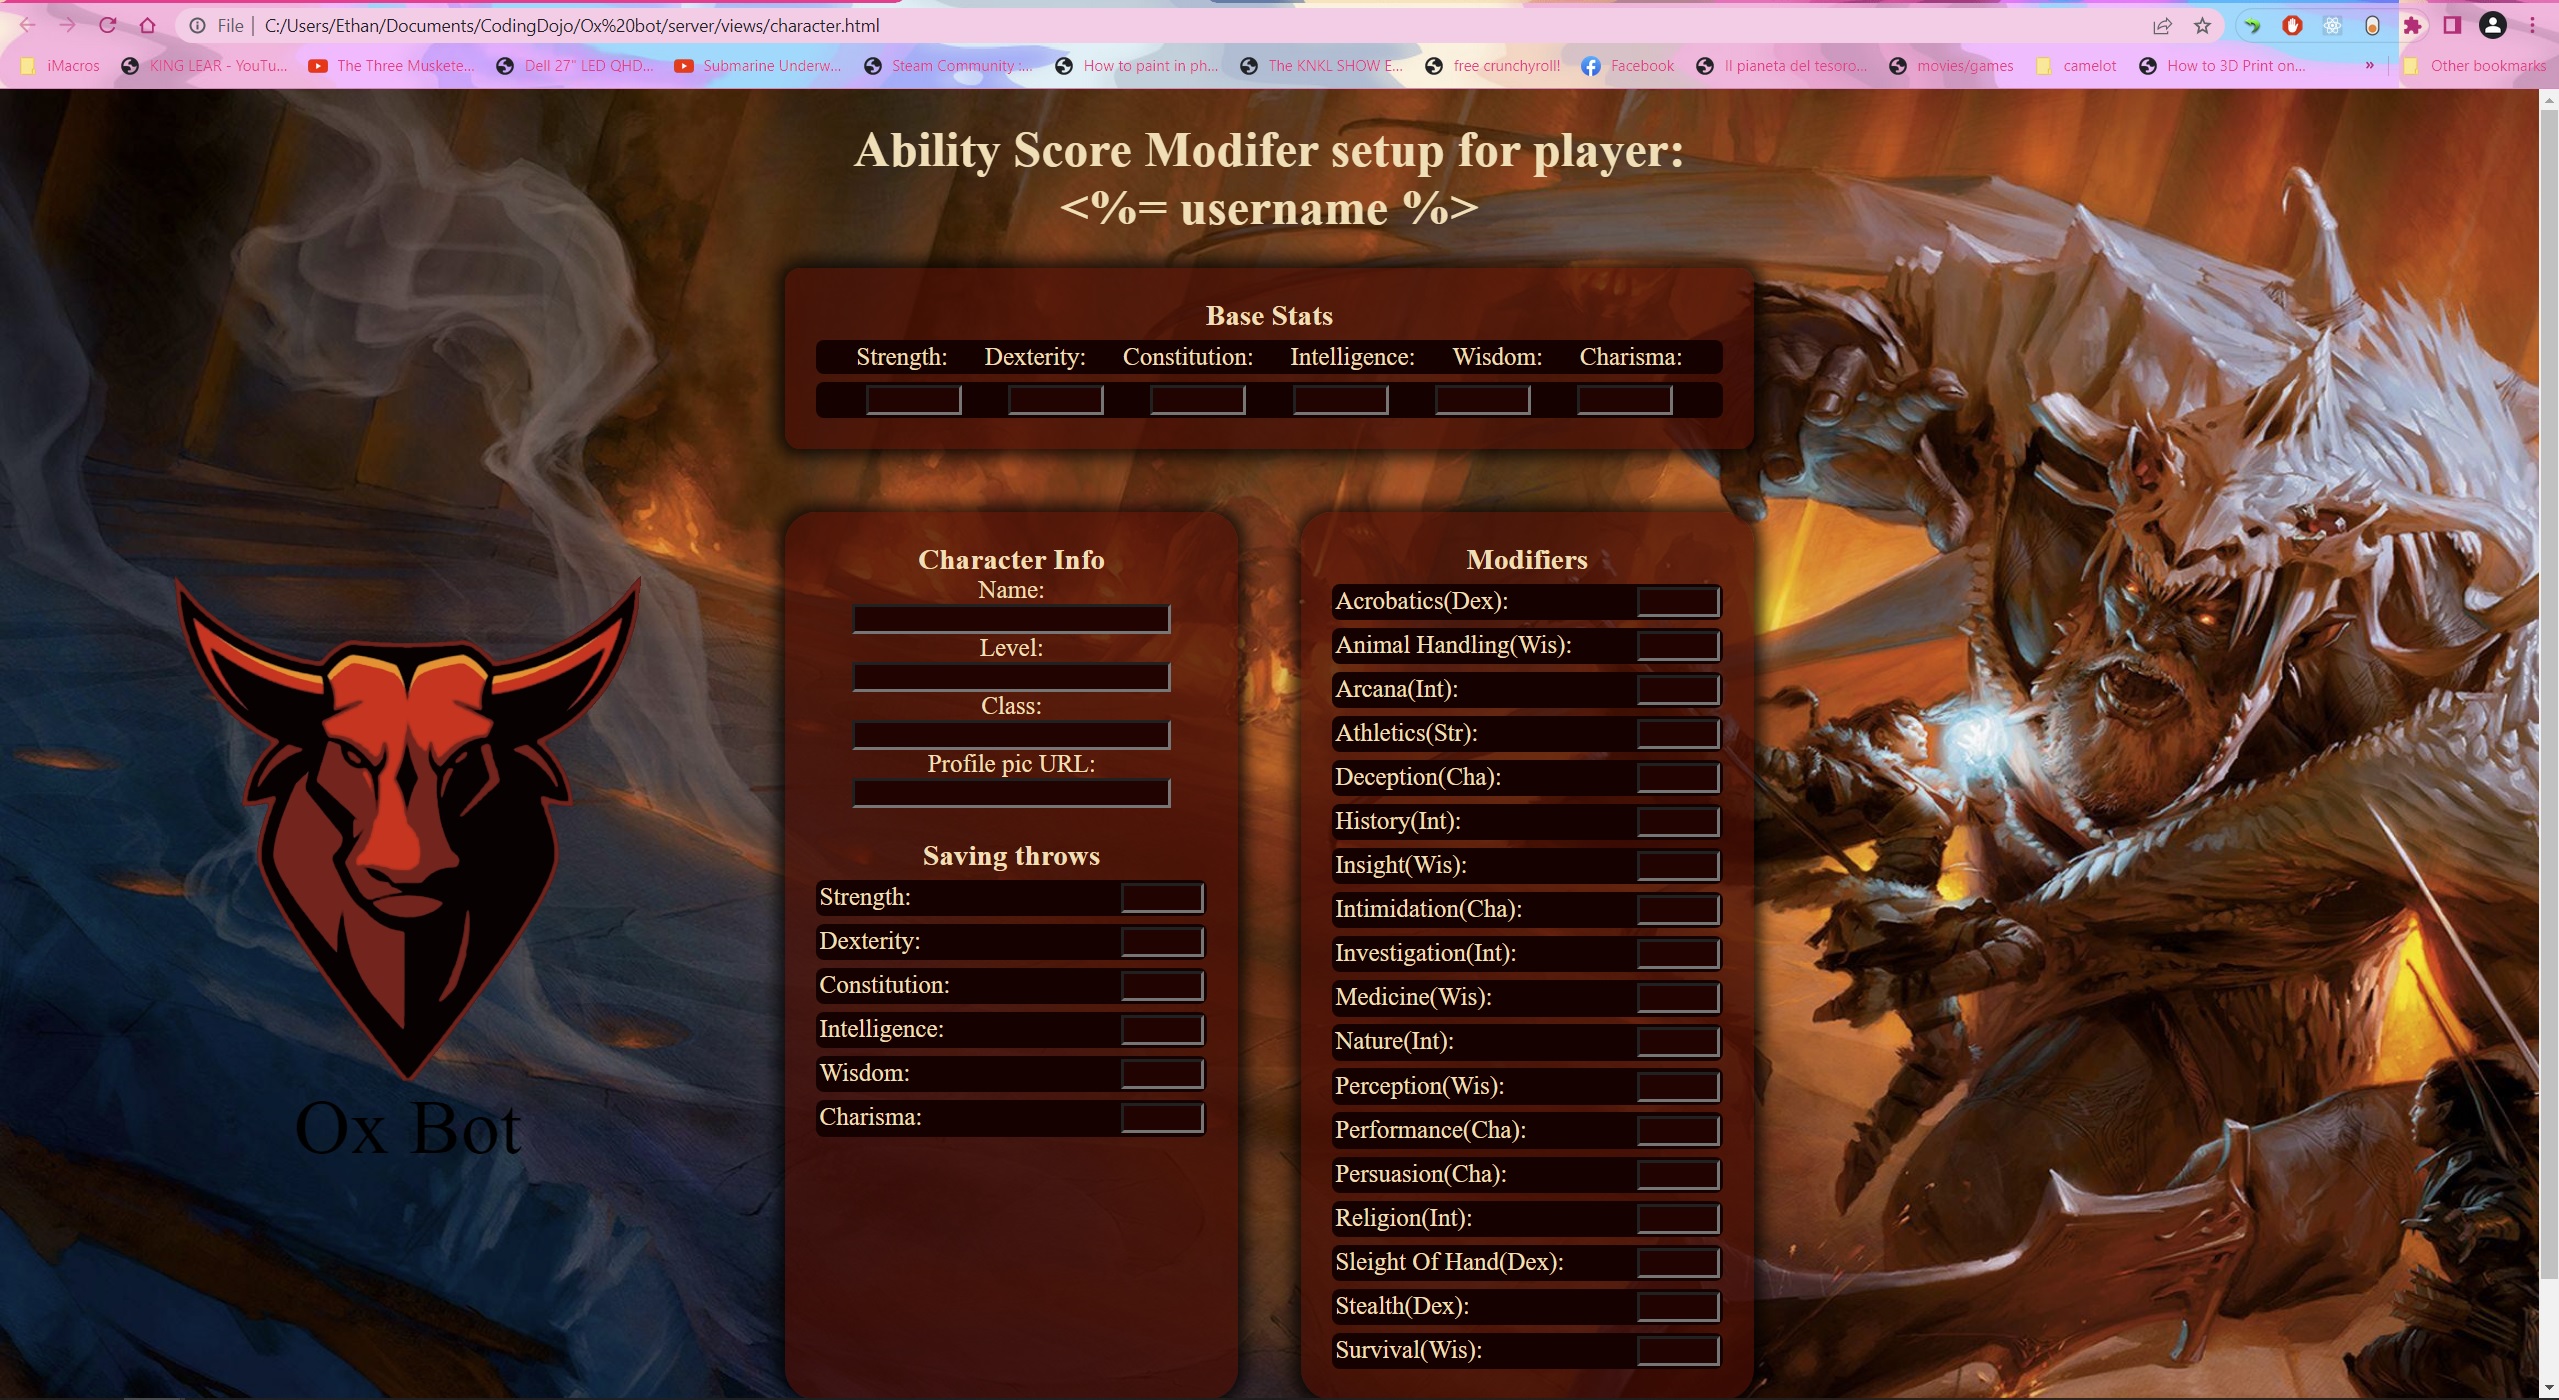 File | C:/Users/Ethan/Documents/CodingDojo/Ox%20bot/server/views/character.html
iMacros KING LEAR - YouTu... The Three Muskete... Dell 27" LED QHD... Submarine Underw... Steam Community :... How to paint in ph... The KNKL SHOW E... free crunchyroll! Facebook Il pianeta del tesoro... movies/games camelot How to 3D Print on... » Other bookmarks
Ability Score Modifer setup for player:
<%= username %>
Base Stats
Strength: Dexterity: Constitution: Intelligence: Wisdom: Charisma:
Character Info
Name:
Level:
Class:
Profile pic URL:
Saving throws
Strength:
Dexterity:
Constitution:
Intelligence:
Wisdom:
Charisma:
Modifiers
Acrobatics(Dex):
Animal Handling(Wis):
Arcana(Int):
Athletics(Str):
Deception(Cha):
History(Int):
Insight(Wis):
Intimidation(Cha):
Investigation(Int):
Medicine(Wis):
Nature(Int):
Perception(Wis):
Performance(Cha):
Persuasion(Cha):
Religion(Int):
Sleight Of Hand(Dex):
Stealth(Dex):
Survival(Wis):
Ox Bot